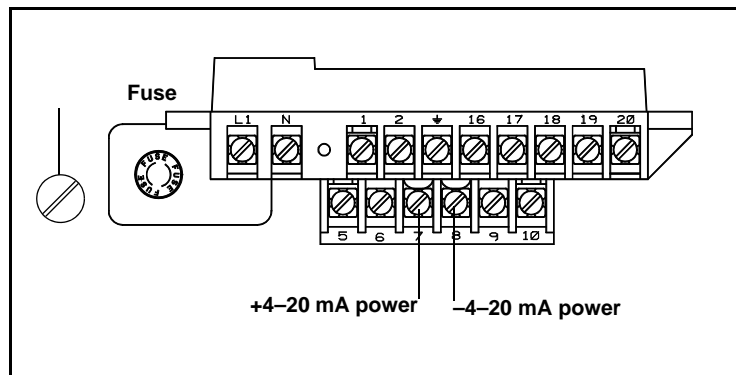 Fuse
L1 N 1 2 16 17 18 19 20
FUSE FUSE FUSE
5 6 7 8 9 10
+4–20 mA power –4–20 mA power